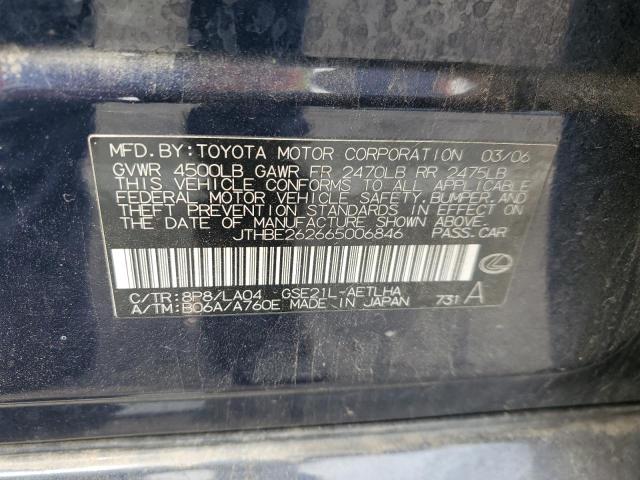 MFD.BY:TOYOTA MOTOR CORPORATION 03/06
GVWR 4500LB GAWR FR 2470LB RR 2475LB
THIS VEHICLE CONFORMS TO ALL APPLICABLE
FEDERAL MOTOR VEHICLE SAFETY,BUMPER,AND
THEFT PREVENTION STANDARDS IN EFFECT ON
THE DATE OF MANUFACTURE SHOWN ABOVE.
JTHBE262665006846 PASS.CAR
C/TR:8P8/LA04 GSE21L-AETLHA
A/TM:B06A/A760E MADE IN JAPAN 731 A